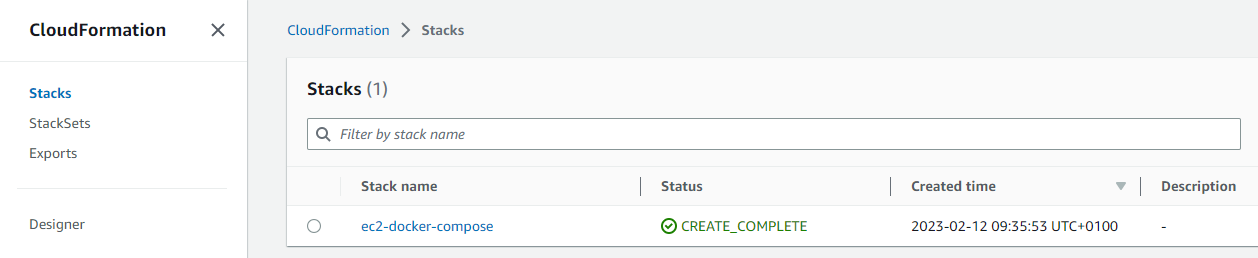 CloudFormation
Stacks
StackSets
Exports
Designer
CloudFormation > Stacks
Stacks (1)
Filter by stack name
Stack name Status Created time Description
ec2-docker-compose CREATE_COMPLETE 2023-02-12 09:35:53 UTC+0100 -